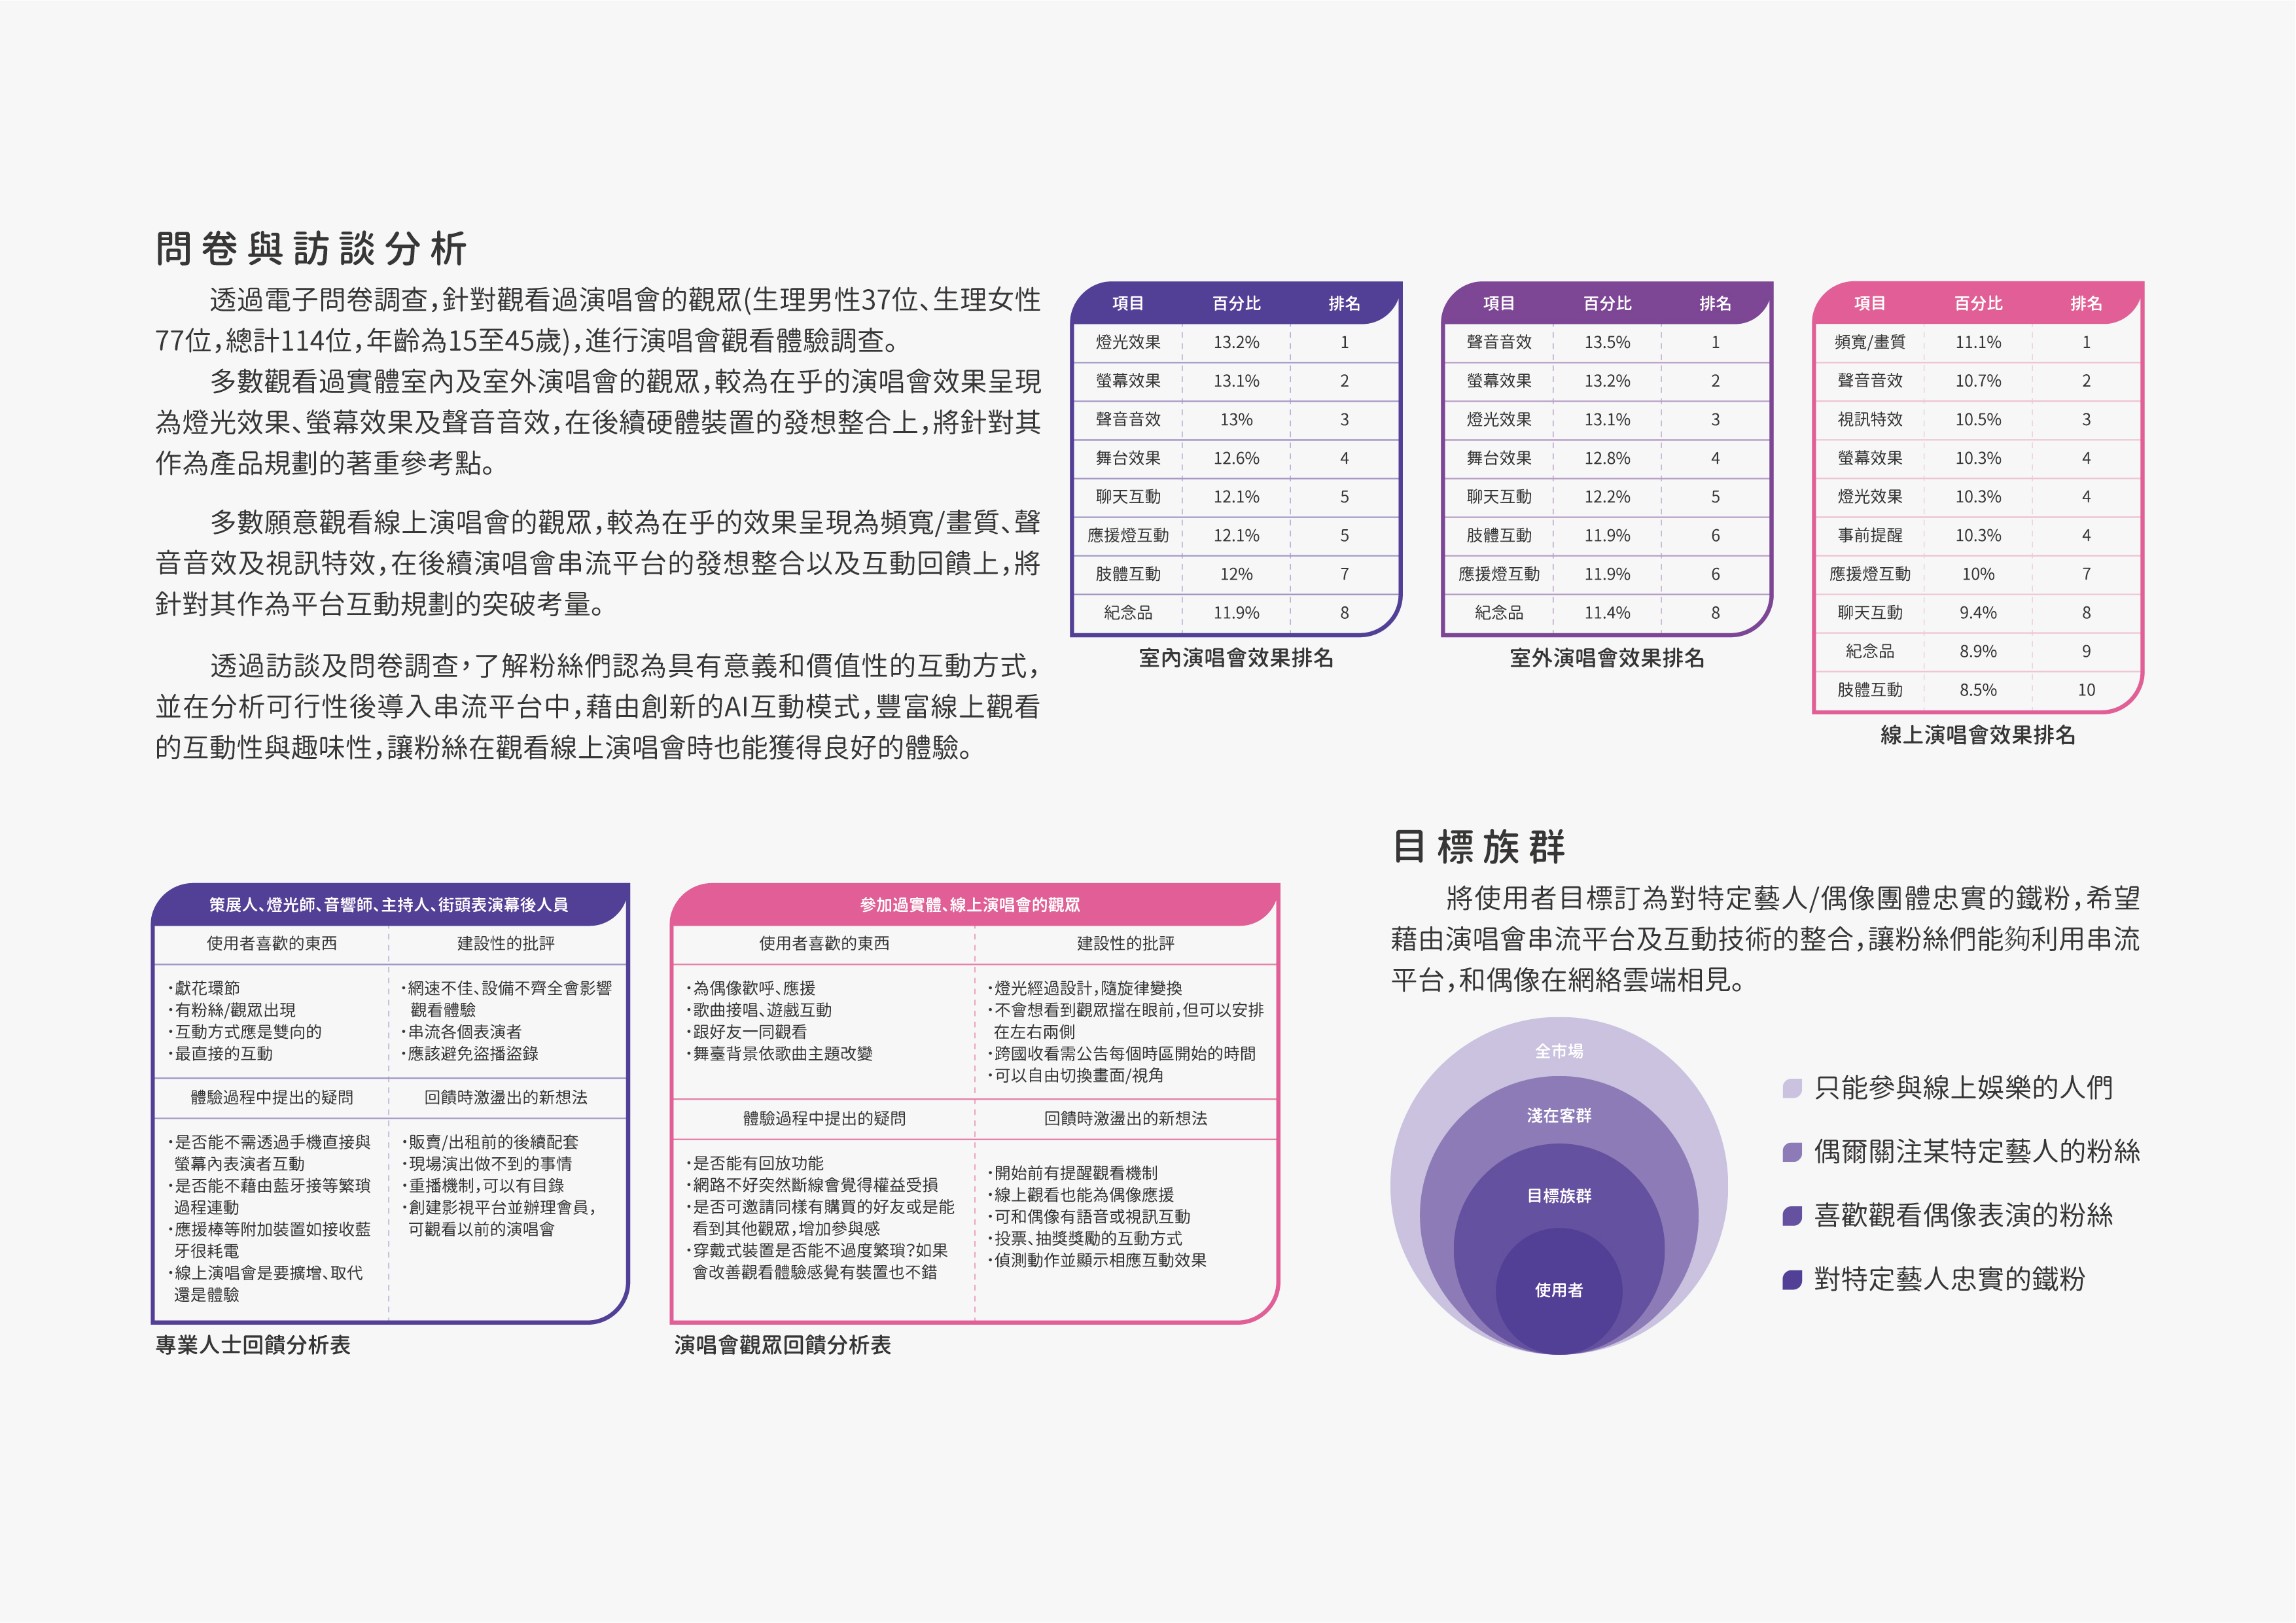 問卷與訪談分析
透過電子問卷調查，針對觀看過演唱會的觀眾(生理男性37位、生理女性
77位，總計114位，年齡為15至45歲)，進行演唱會觀看體驗調查。
多數觀看過實體室內及室外演唱會的觀眾，較為在乎的演唱會效果呈現
為燈光效果、螢幕效果及聲音音效，在後續硬體裝置的發想整合上，將針對其
作為產品規劃的著重參考點。
多數願意觀看線上演唱會的觀眾，較為在乎的效果呈現為頻寬/畫質、聲
音音效及視訊特效，在後續演唱會串流平台的發想整合以及互動回饋上，將
針對其作為平台互動規劃的突破考量。
透過訪談及問卷調查，了解粉絲們認為具有意義和價值性的互動方式，
並在分析可行性後導入串流平台中，藉由創新的AI互動模式，豐富線上觀看
的互動性與趣味性，讓粉絲在觀看線上演唱會時也能獲得良好的體驗。
項目 百分比 排名
燈光效果 13.2% 1
螢幕效果 13.1% 2
聲音音效 13% 3
舞台效果 12.6% 4
聊天互動 12.1% 5
應援燈互動 12.1% 5
肢體互動 12% 7
紀念品 11.9% 8
室內演唱會效果排名
項目 百分比 排名
聲音音效 13.5% 1
螢幕效果 13.2% 2
燈光效果 13.1% 3
舞台效果 12.8% 4
聊天互動 12.2% 5
肢體互動 11.9% 6
應援燈互動 11.9% 6
紀念品 11.4% 8
室外演唱會效果排名
項目 百分比 排名
頻寬/畫質 11.1% 1
聲音音效 10.7% 2
視訊特效 10.5% 3
螢幕效果 10.3% 4
燈光效果 10.3% 4
事前提醒 10.3% 4
應援燈互動 10% 7
聊天互動 9.4% 8
紀念品 8.9% 9
肢體互動 8.5% 10
線上演唱會效果排名
策展人、燈光師、音響師、主持人、街頭表演幕後人員
使用者喜歡的東西
・獻花環節
・有粉絲/觀眾出現
・互動方式應是雙向的
・最直接的互動
建設性的批評
・網速不佳、設備不齊全會影響
觀看體驗
・串流各個表演者
・應該避免盜播盜錄
體驗過程中提出的疑問
・是否能不需透過手機直接與
螢幕內表演者互動
・是否能不藉由藍牙接等繁瑣
過程連動
・應援棒等附加裝置如接收藍
牙很耗電
・線上演唱會是要擴增、取代
還是體驗
回饋時激盪出的新想法
・販賣/出租前的後續配套
・現場演出做不到的事情
・重播機制，可以有目錄
・創建影視平台並辦理會員，
可觀看以前的演唱會
專業人士回饋分析表
參加過實體、線上演唱會的觀眾
使用者喜歡的東西
・為偶像歡呼、應援
・歌曲接唱、遊戲互動
・跟好友一同觀看
・舞臺背景依歌曲主題改變
建設性的批評
・燈光經過設計，隨旋律變換
・不會想看到觀眾擋在眼前，但可以安排
在左右兩側
・跨國收看需公告每個時區開始的時間
・可以自由切換畫面/視角
體驗過程中提出的疑問
・是否能有回放功能
・網路不好突然斷線會覺得權益受損
・是否可邀請同樣有購買的好友或是能
看到其他觀眾，增加參與感
・穿戴式裝置是否能不過度繁瑣？如果
會改善觀看體驗感覺有裝置也不錯
回饋時激盪出的新想法
・開始前有提醒觀看機制
・線上觀看也能為偶像應援
・可和偶像有語音或視訊互動
・投票、抽獎獎勵的互動方式
・偵測動作並顯示相應互動效果
演唱會觀眾回饋分析表
目標族群
將使用者目標訂為對特定藝人/偶像團體忠實的鐵粉，希望
藉由演唱會串流平台及互動技術的整合，讓粉絲們能夠利用串流
平台，和偶像在網絡雲端相見。
全市場
淺在客群
目標族群
使用者
只能參與線上娛樂的人們
偶爾關注某特定藝人的粉絲
喜歡觀看偶像表演的粉絲
對特定藝人忠實的鐵粉